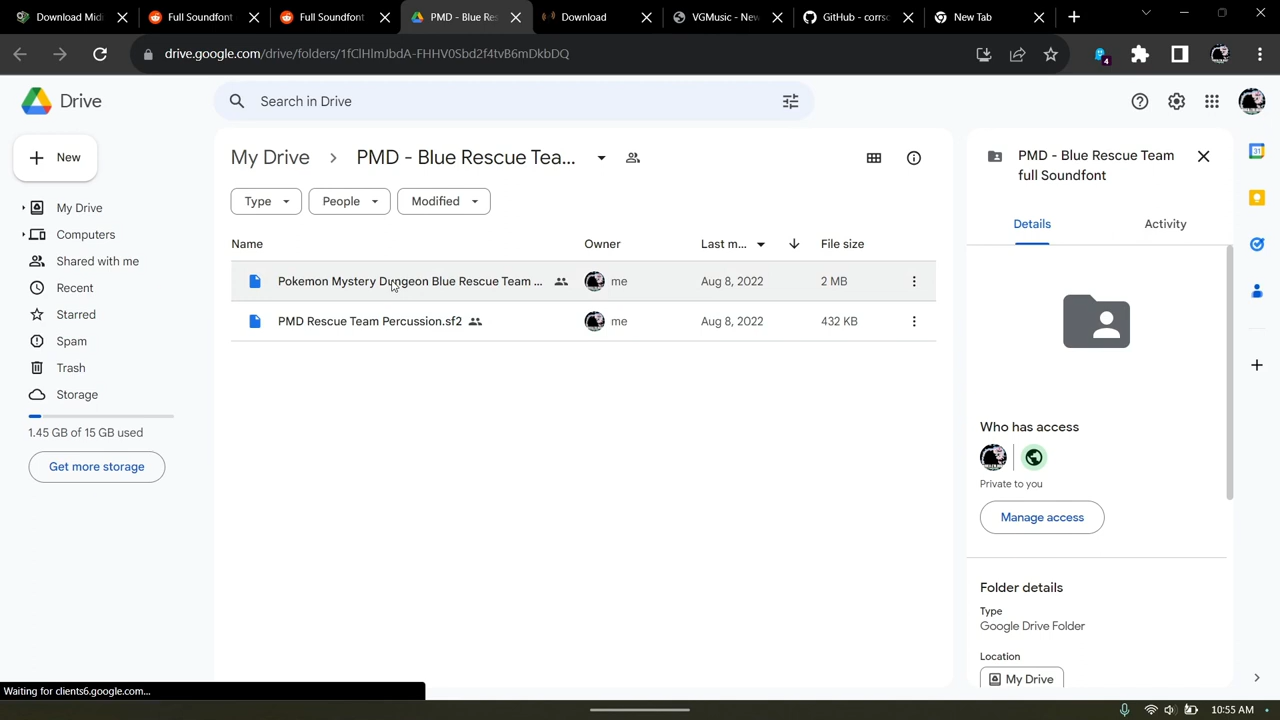 Download Midi
Full Soundfont
Full Soundfont
PMD - Blue Res
Download
VGMusic - New
GitHub - corrsc
New Tab
drive.google.com/drive/folders/1fClHlmJbdA-FHHV0Sbd2f4tvB6mDkbDQ
4
Drive
Search in Drive
New
My Drive
Computers
Shared with me
Recent
Starred
Spam
Trash
Storage
1.45 GB of 15 GB used
Get more storage
My Drive PMD - Blue Rescue Tea...
Type People Modified
Name Owner Last m... File size
Pokemon Mystery Dungeon Blue Rescue Team ... me Aug 8, 2022 2 MB
PMD Rescue Team Percussion.sf2 me Aug 8, 2022 432 KB
PMD - Blue Rescue Team
full Soundfont
Details Activity
Who has access
Private to you
Manage access
Folder details
Type
Google Drive Folder
Location
My Drive
31
Waiting for clients6.google.com...
10:55 AM